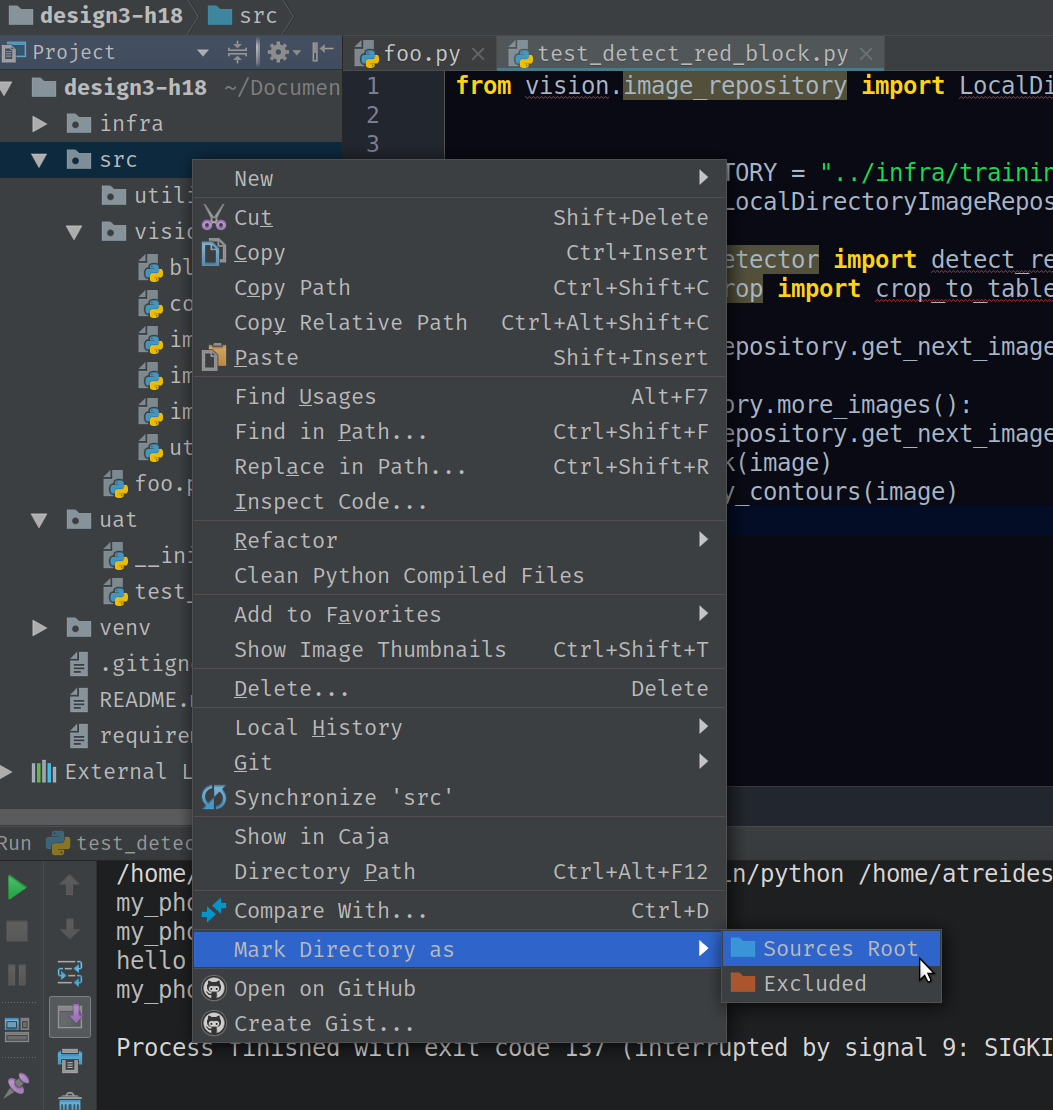 design3-h18 src
Project
foo.py
test_detect_red_block.py
design3-h18 ~/Documen
infra
src
utili
visio
bl
co
im
im
im
ut
foo.p
uat
__ini
test_
venv
.gitign
README.
require
External L
1 from vision.image_repository import LocalDi
2
3
TORY = "../infra/trainin
LocalDirectoryImageRepos
etector import detect_re
rop import crop_to_table
epository.get_next_image
ory.more_images():
epository.get_next_image
k(image)
y_contours(image)
New
Cut Shift+Delete
Copy Ctrl+Insert
Copy Path Ctrl+Shift+C
Copy Relative Path Ctrl+Alt+Shift+C
Paste Shift+Insert
Find Usages Alt+F7
Find in Path... Ctrl+Shift+F
Replace in Path... Ctrl+Shift+R
Inspect Code...
Refactor
Clean Python Compiled Files
Add to Favorites
Show Image Thumbnails Ctrl+Shift+T
Delete... Delete
Local History
Git
Synchronize 'src'
Show in Caja
Directory Path Ctrl+Alt+F12
Compare With... Ctrl+D
Mark Directory as
Open on GitHub
Create Gist...
Sources Root
Excluded
Run test_detec
/home/ in/python /home/atreides
my_pho
my_pho
hello
my_pho
Process finished with exit code 137 (interrupted by signal 9: SIGKI